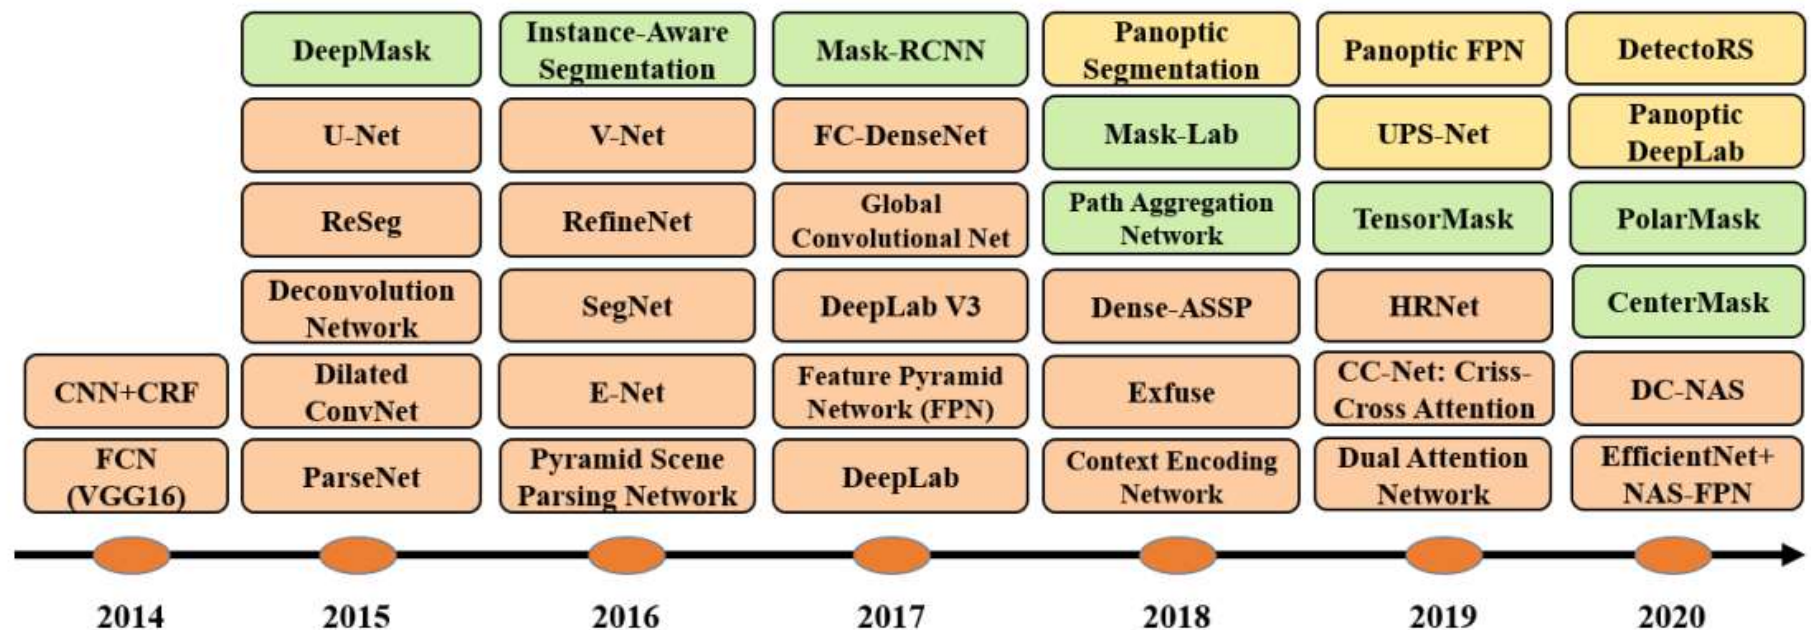 DeepMask
Instance-Aware
Segmentation
Mask-RCNN
Panoptic
Segmentation
Panoptic FPN
DetectoRS
U-Net
V-Net
FC-DenseNet
Mask-Lab
UPS-Net
Panoptic
DeepLab
ReSeg
RefineNet
Global
Convolutional Net
Path Aggregation
Network
TensorMask
PolarMask
Deconvolution
Network
SegNet
DeepLab V3
Dense-ASSP
HRNet
CenterMask
CNN+CRF
Dilated
ConvNet
E-Net
Feature Pyramid
Network (FPN)
Exfuse
CC-Net: Criss-
Cross Attention
DC-NAS
FCN
(VGG16)
ParseNet
Pyramid Scene
Parsing Network
DeepLab
Context Encoding
Network
Dual Attention
Network
EfficientNet+
NAS-FPN
2014
2015
2016
2017
2018
2019
2020